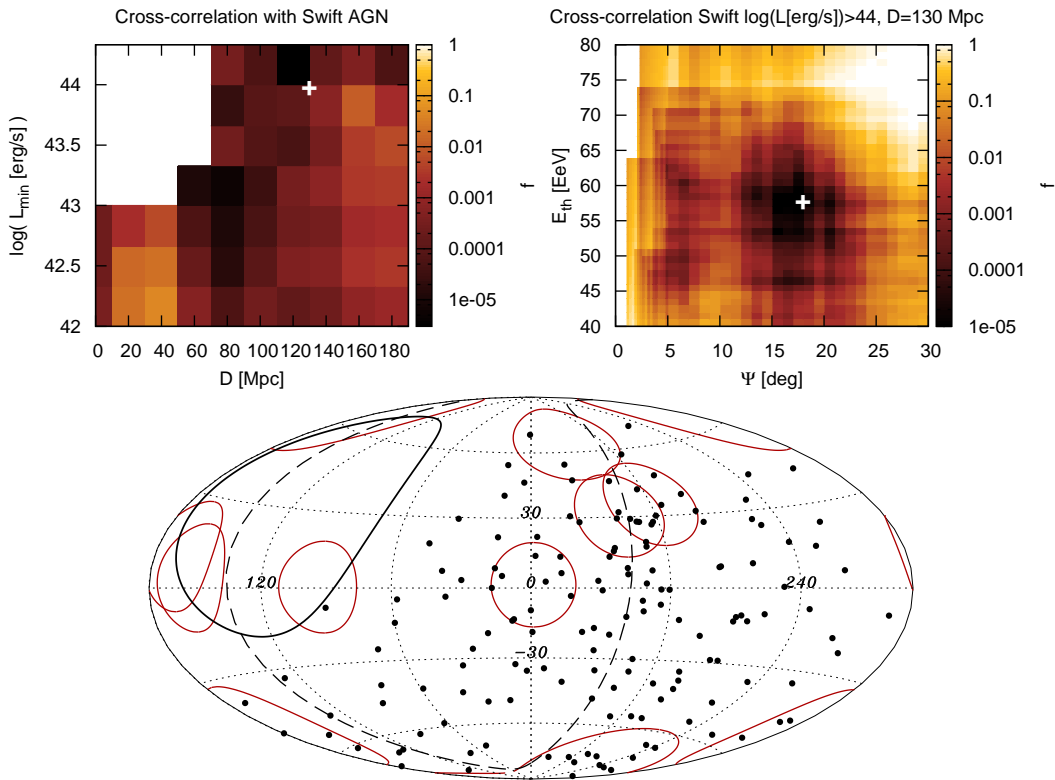 Cross-correlation with Swift AGN
44
43.5
43
42.5
42
log( L_min [erg/s] )
0 20 40 60 80 100 120 140 160 180
D [Mpc]
1
0.1
0.01
0.001
0.0001
1e-05
f
Cross-correlation Swift log(L[erg/s])>44, D=130 Mpc
80
75
70
65
60
55
50
45
40
E_th [EeV]
0 5 10 15 20 25 30
Ψ [deg]
1
0.1
0.01
0.001
0.0001
1e-05
f
30
120 0 240
−30